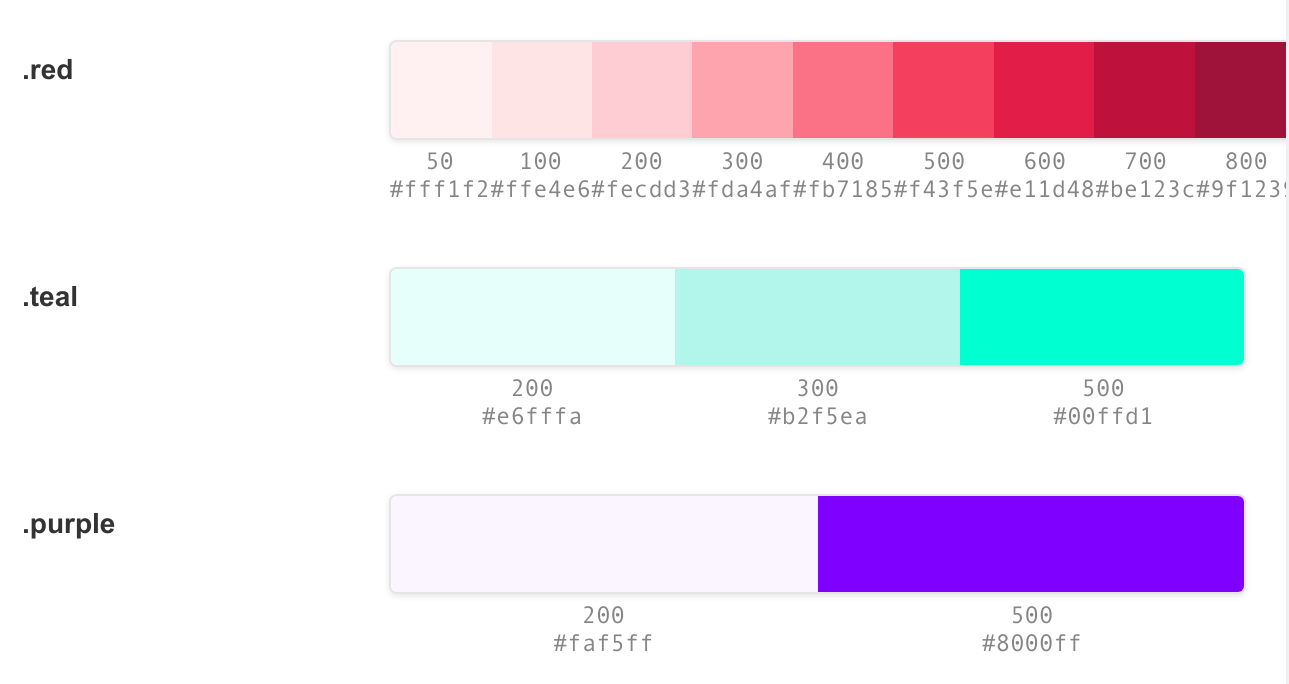 .red
50 100 200 300 400 500 600 700 800
#fff1f2 #ffe4e6 #fecdd3 #fda4af #fb7185 #f43f5e #e11d48 #be123c #9f123
.teal
200 300 500
#e6fffa #b2f5ea #00ffd1
.purple
200 500
#faf5ff #8000ff